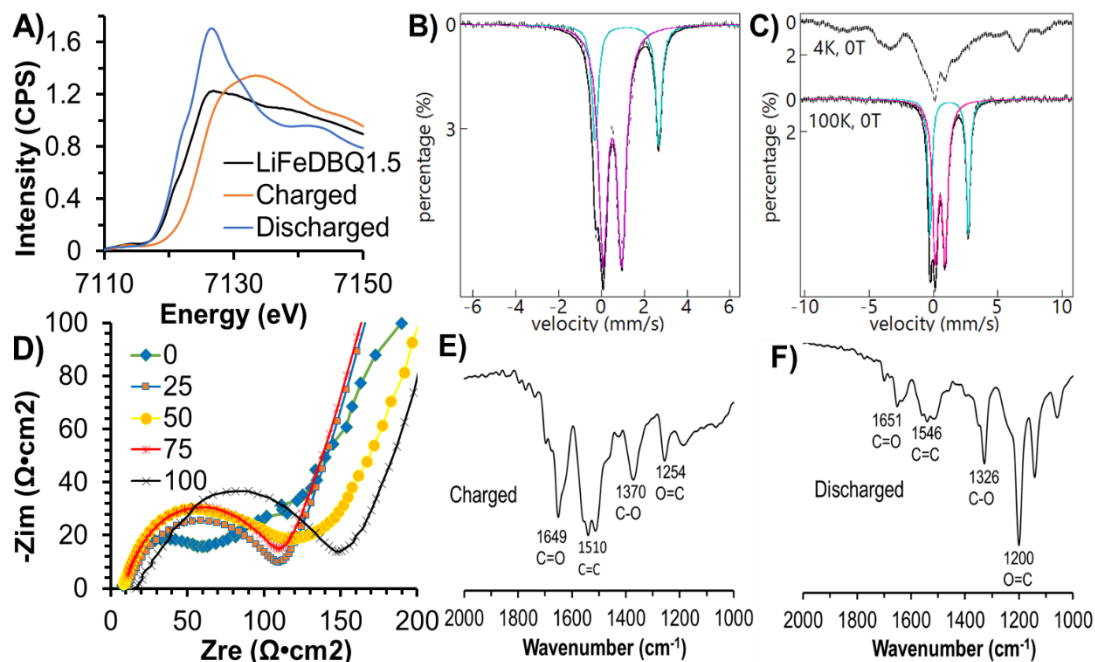 A)
Intensity (CPS)
1.6
1.2
0.8
0.4
0
LiFeDBQ1.5
Charged
Discharged
7110
7130
7150
Energy (eV)
B)
percentage (%)
0
3
-6
-4
-2
0
2
4
6
velocity (mm/s)
C)
percentage (%)
0
2
4K, 0T
0
2
100K, 0T
-10
-5
0
5
10
velocity (mm/s)
D)
-Zim (Ω•cm2)
100
80
60
40
20
0
0
25
50
75
100
0
50
100
150
200
Zre (Ω•cm2)
E)
Charged
1649
C=O
1510
C=C
1370
C-O
1254
O=C
2000
1800
1600
1400
1200
1000
Wavenumber (cm-1)
F)
Discharged
1651
C=O
1546
C=C
1326
C-O
1200
O=C
2000
1800
1600
1400
1200
1000
Wavenumber (cm-1)